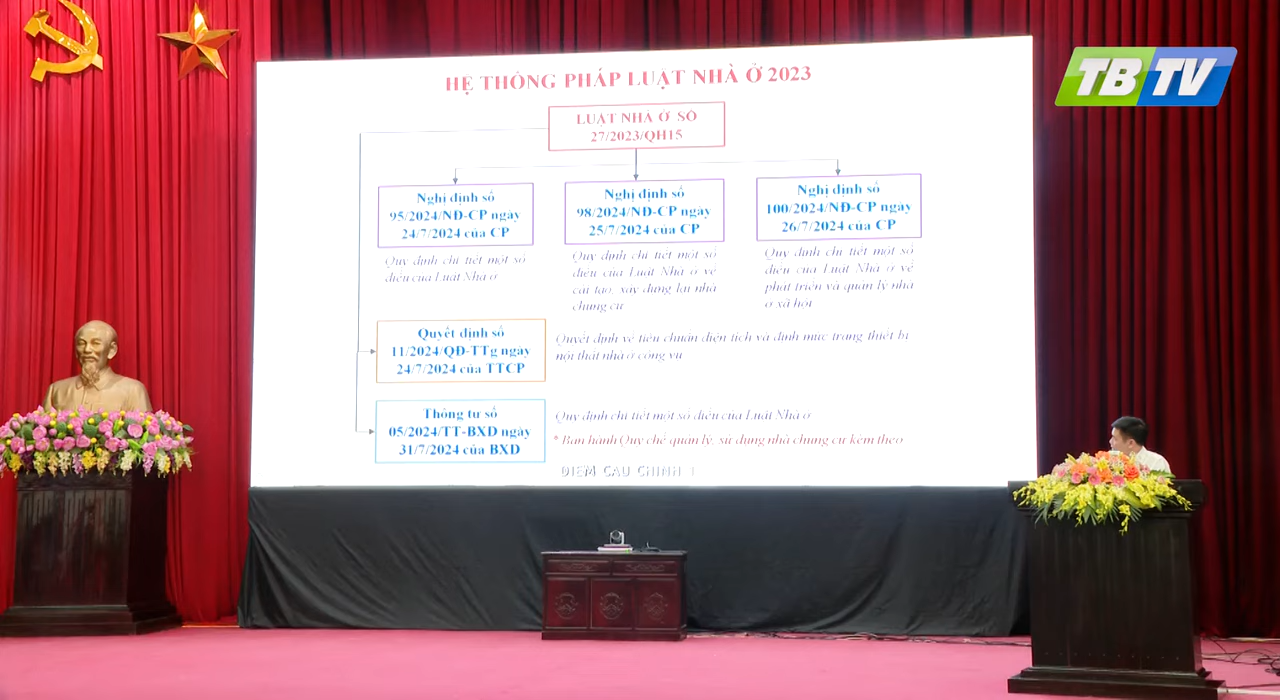 TBTV
HỆ THỐNG PHÁP LUẬT NHÀ Ở 2023
LUẬT NHÀ Ở SỐ
27/2023/QH15
Nghị định số
95/2024/NĐ-CP ngày
24/7/2024 của CP
Nghị định số
98/2024/NĐ-CP ngày
25/7/2024 của CP
Nghị định số
100/2024/NĐ-CP ngày
26/7/2024 của CP
Quy định chi tiết một số
điều của Luật Nhà ở
Quy định chi tiết một số
điều của Luật Nhà ở về
cải tạo, xây dựng lại nhà
chung cư
Quy định chi tiết một số
điều của Luật Nhà ở về
phát triển và quản lý nhà
ở xã hội
Quyết định số
11/2024/QĐ-TTg ngày
24/7/2024 của TTCP
Quyết định về tiêu chuẩn diện tích và định mức trang thiết bị
nội thất nhà ở công vụ
Thông tư số
05/2024/TT-BXD ngày
31/7/2024 của BXD
Quy định chi tiết một số điều của Luật Nhà ở
* Ban hành Quy chế quản lý, sử dụng nhà chung cư kèm theo
ĐIỂM CẦU CHÍNH 1